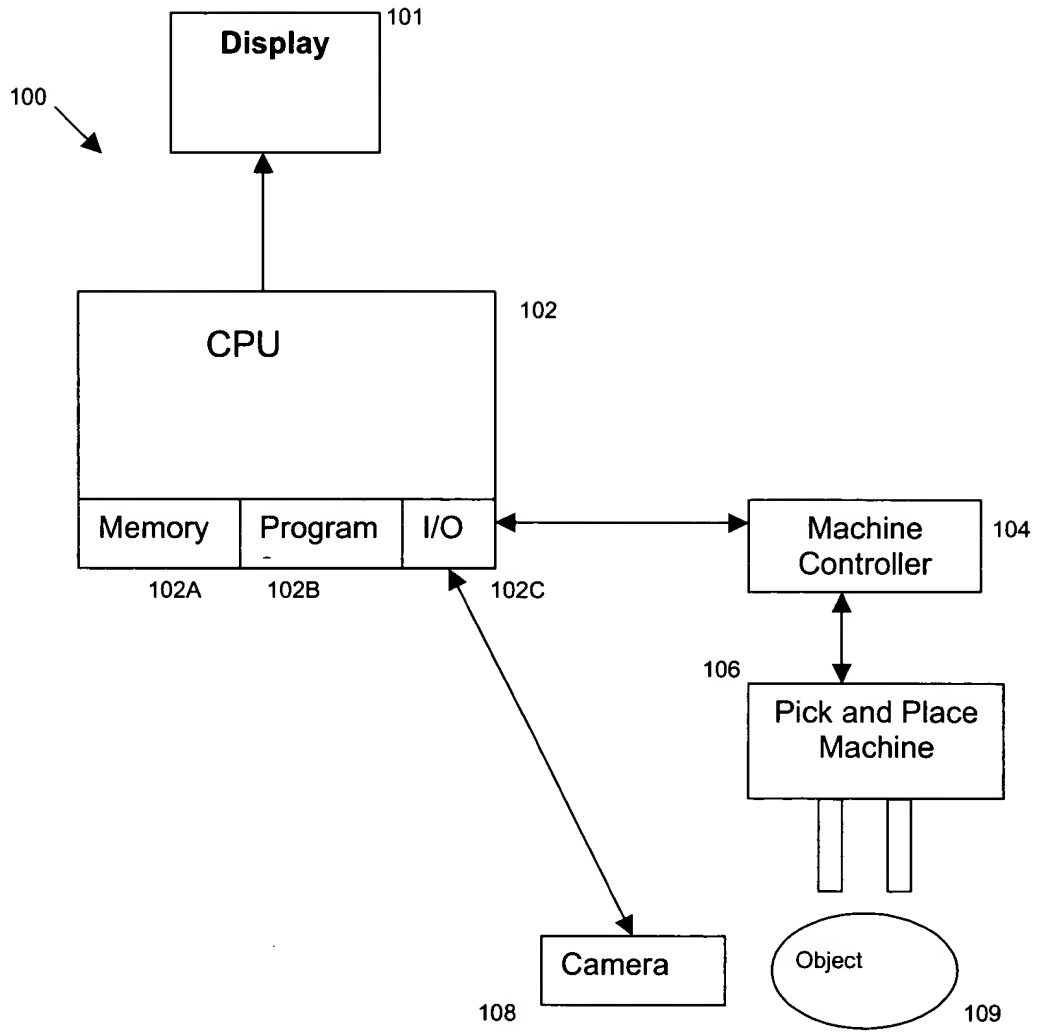 101
Display
100
102
CPU
Memory
Program
I/O
102A
102B
102C
Machine
Controller
104
106
Pick and Place
Machine
Camera
108
Object
109